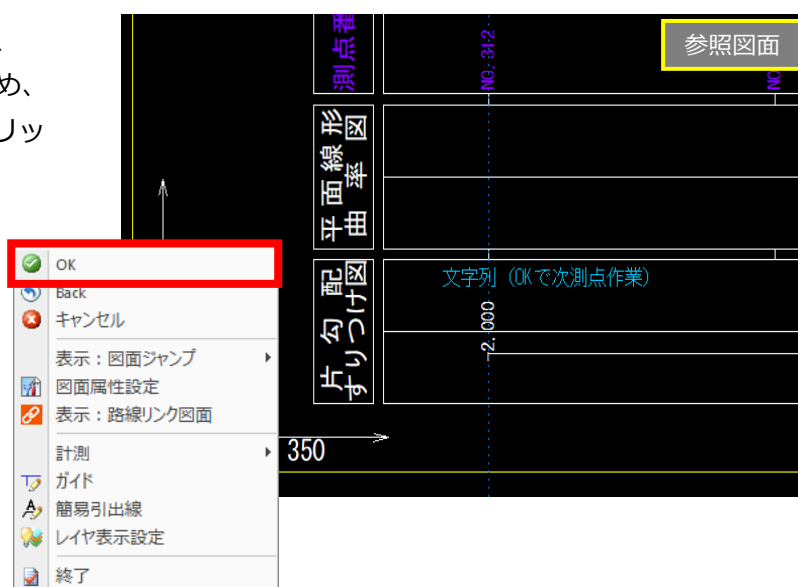 、
め、
リッ
参照図面
測点番
NO. 312
NO
平面線形
曲率図
片勾配
すりつけ図
文字列（OKで次測点作業）
-2.000
350
OK
Back
キャンセル
表示：図面ジャンプ
図面属性設定
表示：路線リンク図面
計測
ガイド
簡易引出線
レイヤ表示設定
終了